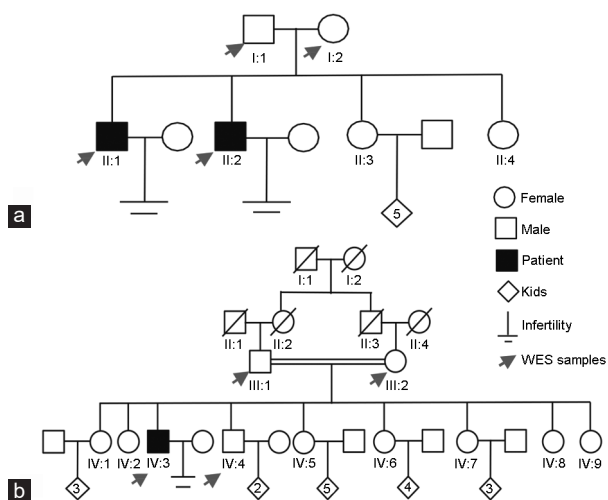 I:1 I:2
II:1 II:2 II:3 II:4
5
a
Female
Male
Patient
Kids
Infertility
WES samples
I:1 I:2
II:1 II:2 II:3 II:4
III:1 III:2
IV:1 IV:2 IV:3 IV:4 IV:5 IV:6 IV:7 IV:8 IV:9
3 2 5 4 3
b